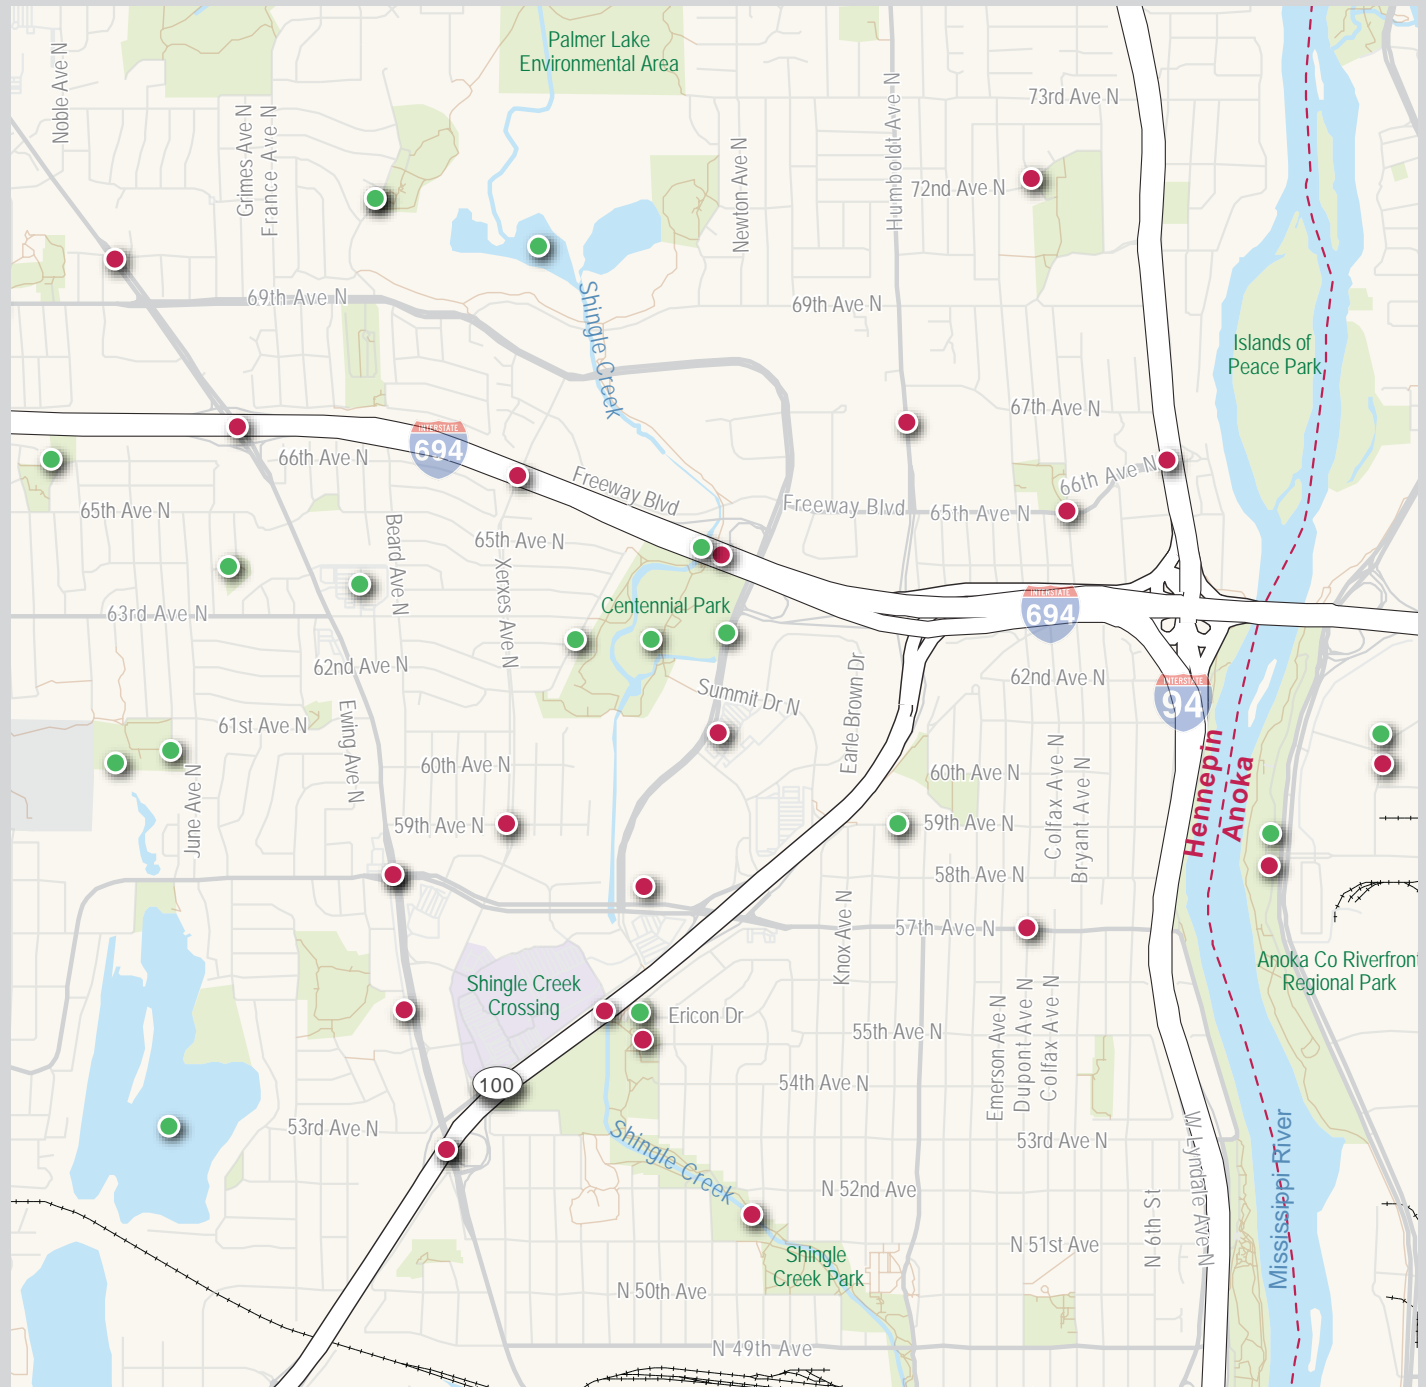 Palmer Lake
Environmental Area
Noble Ave N
Grimes Ave N
France Ave N
Newton Ave N
Humboldt Ave N
73rd Ave N
72nd Ave N
69th Ave N
Shingle Creek
69th Ave N
Islands of
Peace Park
67th Ave N
INTERSTATE
694
66th Ave N
Freeway Blvd
Freeway Blvd
66th Ave N
65th Ave N
65th Ave N
65th Ave N
Beard Ave N
Xerxes Ave N
Centennial Park
INTERSTATE
694
63rd Ave N
62nd Ave N
Summit Dr N
Earle Brown Dr
62nd Ave N
INTERSTATE
94
61st Ave N
Ewing Ave N
60th Ave N
60th Ave N
Colfax Ave N
Bryant Ave N
Hennepin
Anoka
June Ave N
59th Ave N
59th Ave N
58th Ave N
Knox Ave N
57th Ave N
Shingle Creek
Crossing
Anoka Co Riverfront
Regional Park
Ericon Dr
55th Ave N
Emerson Ave N
Dupont Ave N
Colfax Ave N
100
54th Ave N
53rd Ave N
Shingle Creek
53rd Ave N
W Lyndale Ave N
Mississippi River
N 52nd Ave
N 6th St
Shingle
Creek Park
N 51st Ave
N 50th Ave
N 49th Ave